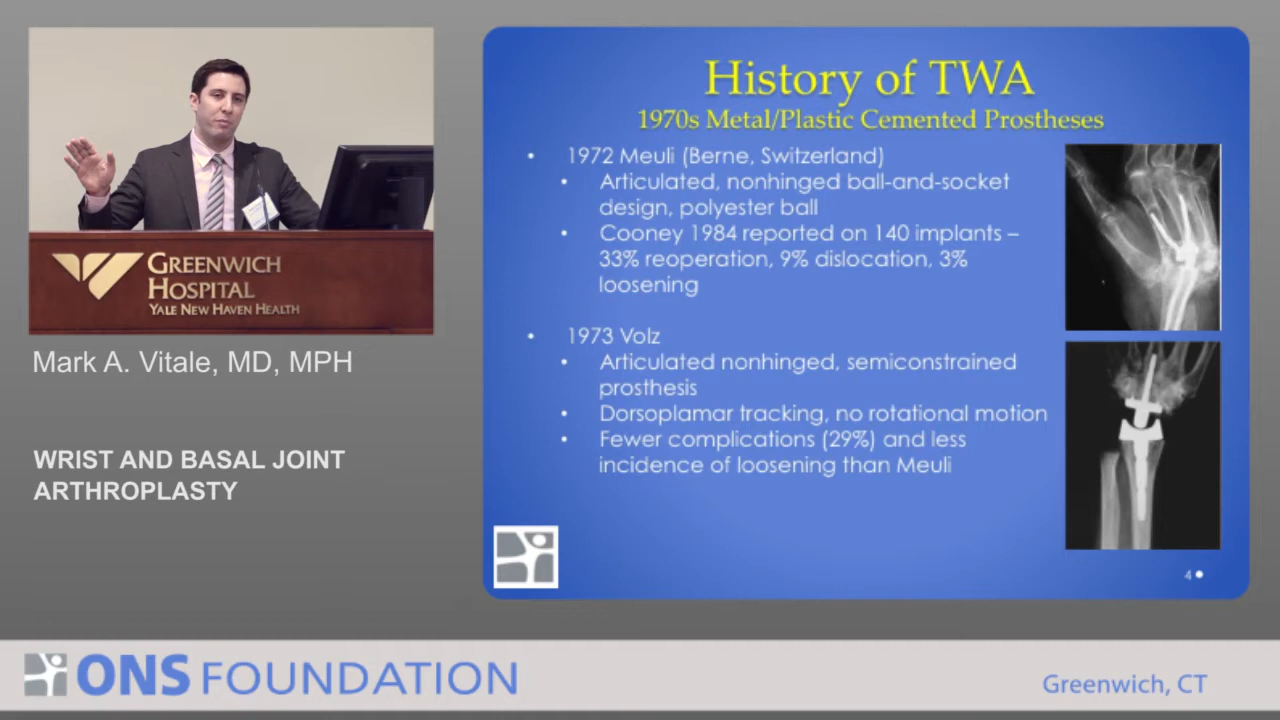 GREENWICH
HOSPITAL
YALE NEW HAVEN HEALTH
Mark A. Vitale, MD, MPH
WRIST AND BASAL JOINT
ARTHROPLASTY
History of TWA
1970s Metal/Plastic Cemented Prostheses
• 1972 Meuli (Berne, Switzerland)
• Articulated, nonhinged ball-and-socket
design, polyester ball
• Cooney 1984 reported on 140 implants –
33% reoperation, 9% dislocation, 3%
loosening
• 1973 Volz
• Articulated nonhinged, semiconstrained
prosthesis
• Dorsoplamar tracking, no rotational motion
• Fewer complications (29%) and less
incidence of loosening than Meuli
4 •
ONS FOUNDATION
Greenwich, CT